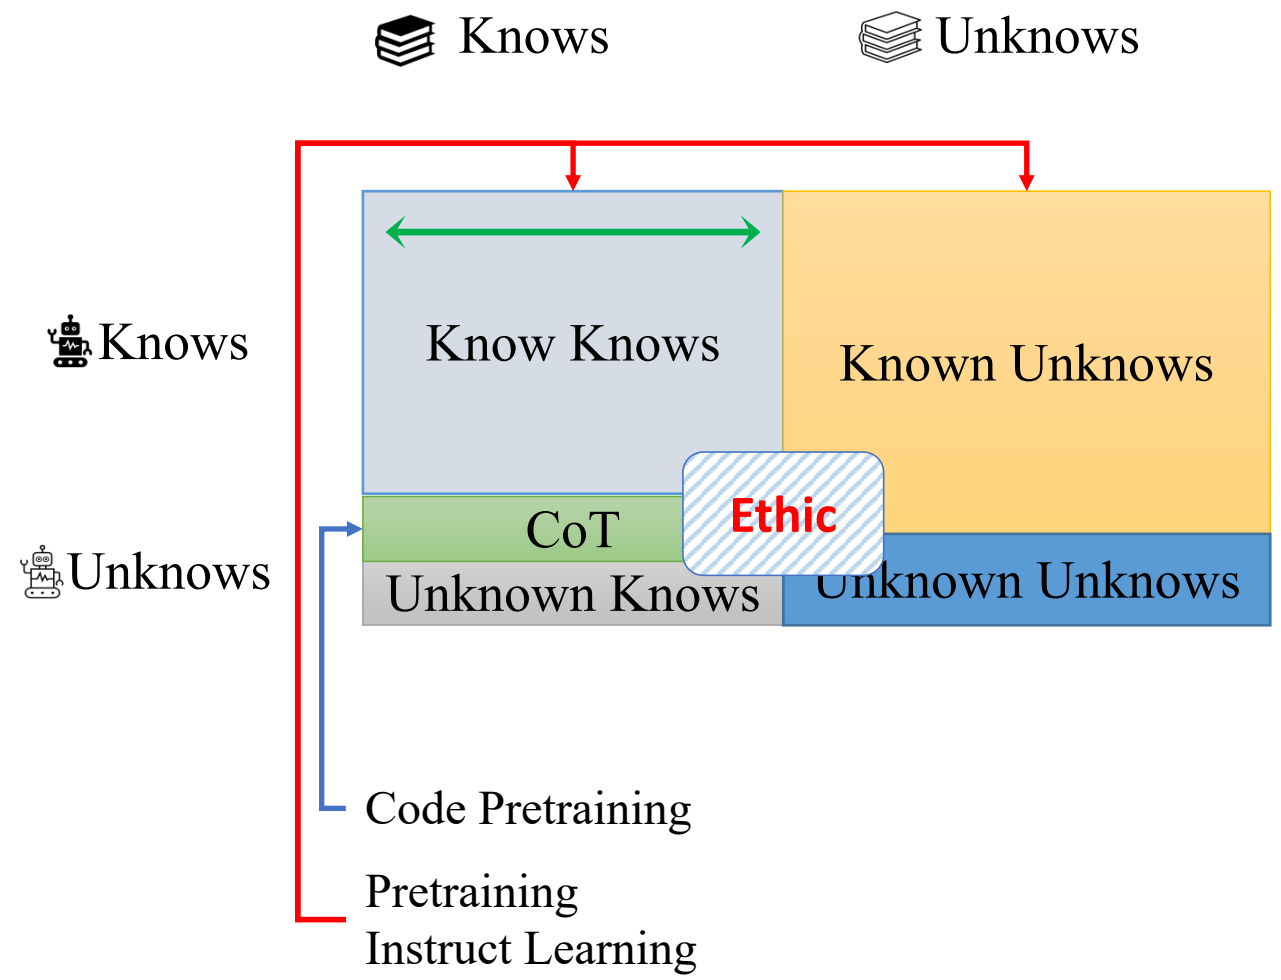 Knows
Unknows
Knows
Know Knows
Known Unknows
Ethic
CoT
Unknows
Unknown Knows
Unknown Unknows
Code Pretraining
Pretraining
Instruct Learning